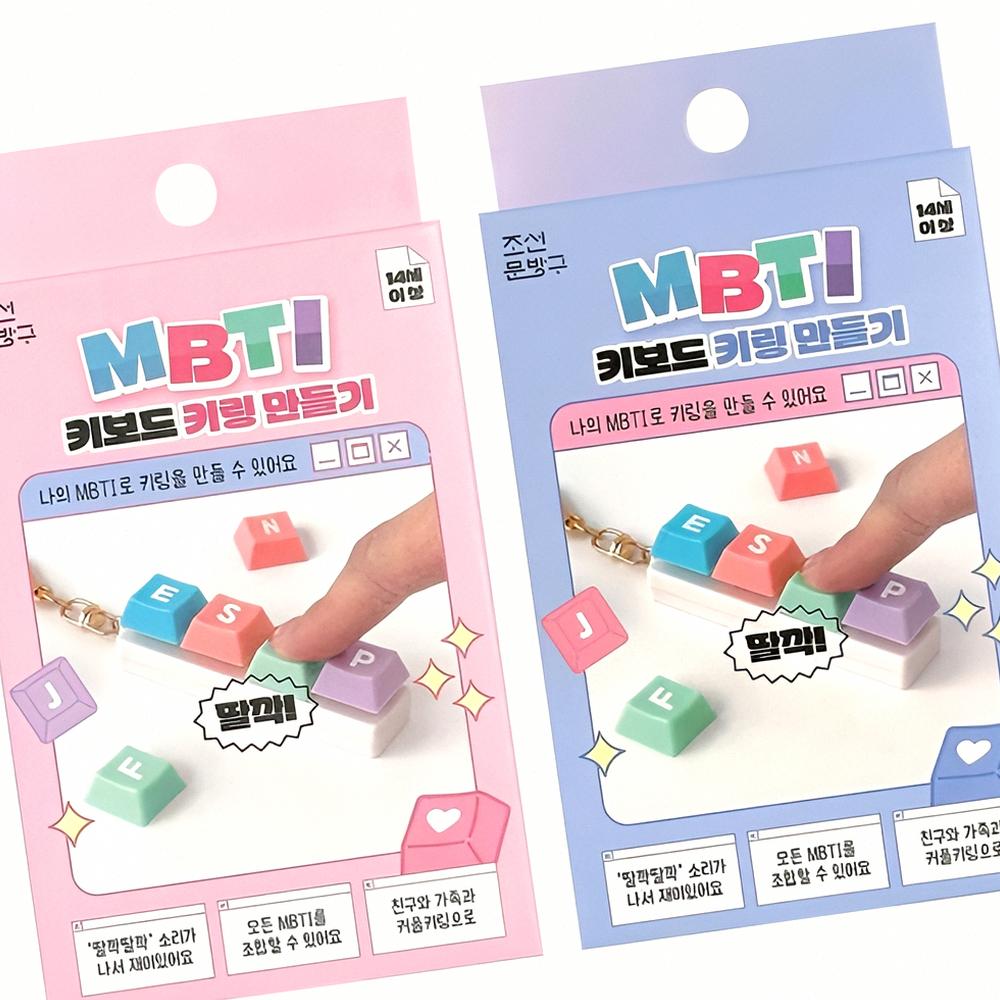 조선
문방구
14세
이상
MBTI
키보드 키링 만들기
나의 MBTI로 키링을 만들 수 있어요
N
E
S
P
딸깍!
J
F
'딸깍딸깍' 소리가
나서 재미있어요
모든 MBTI를
조합할 수 있어요
친구와 가족과
커플키링으로
조선
문방구
14세
이상
MBTI
키보드 키링 만들기
나의 MBTI로 키링을 만들 수 있어요
N
E
S
P
딸깍!
J
F
'딸깍딸깍' 소리가
나서 재미있어요
모든 MBTI를
조합할 수 있어요
친구와 가족과
커플키링으로